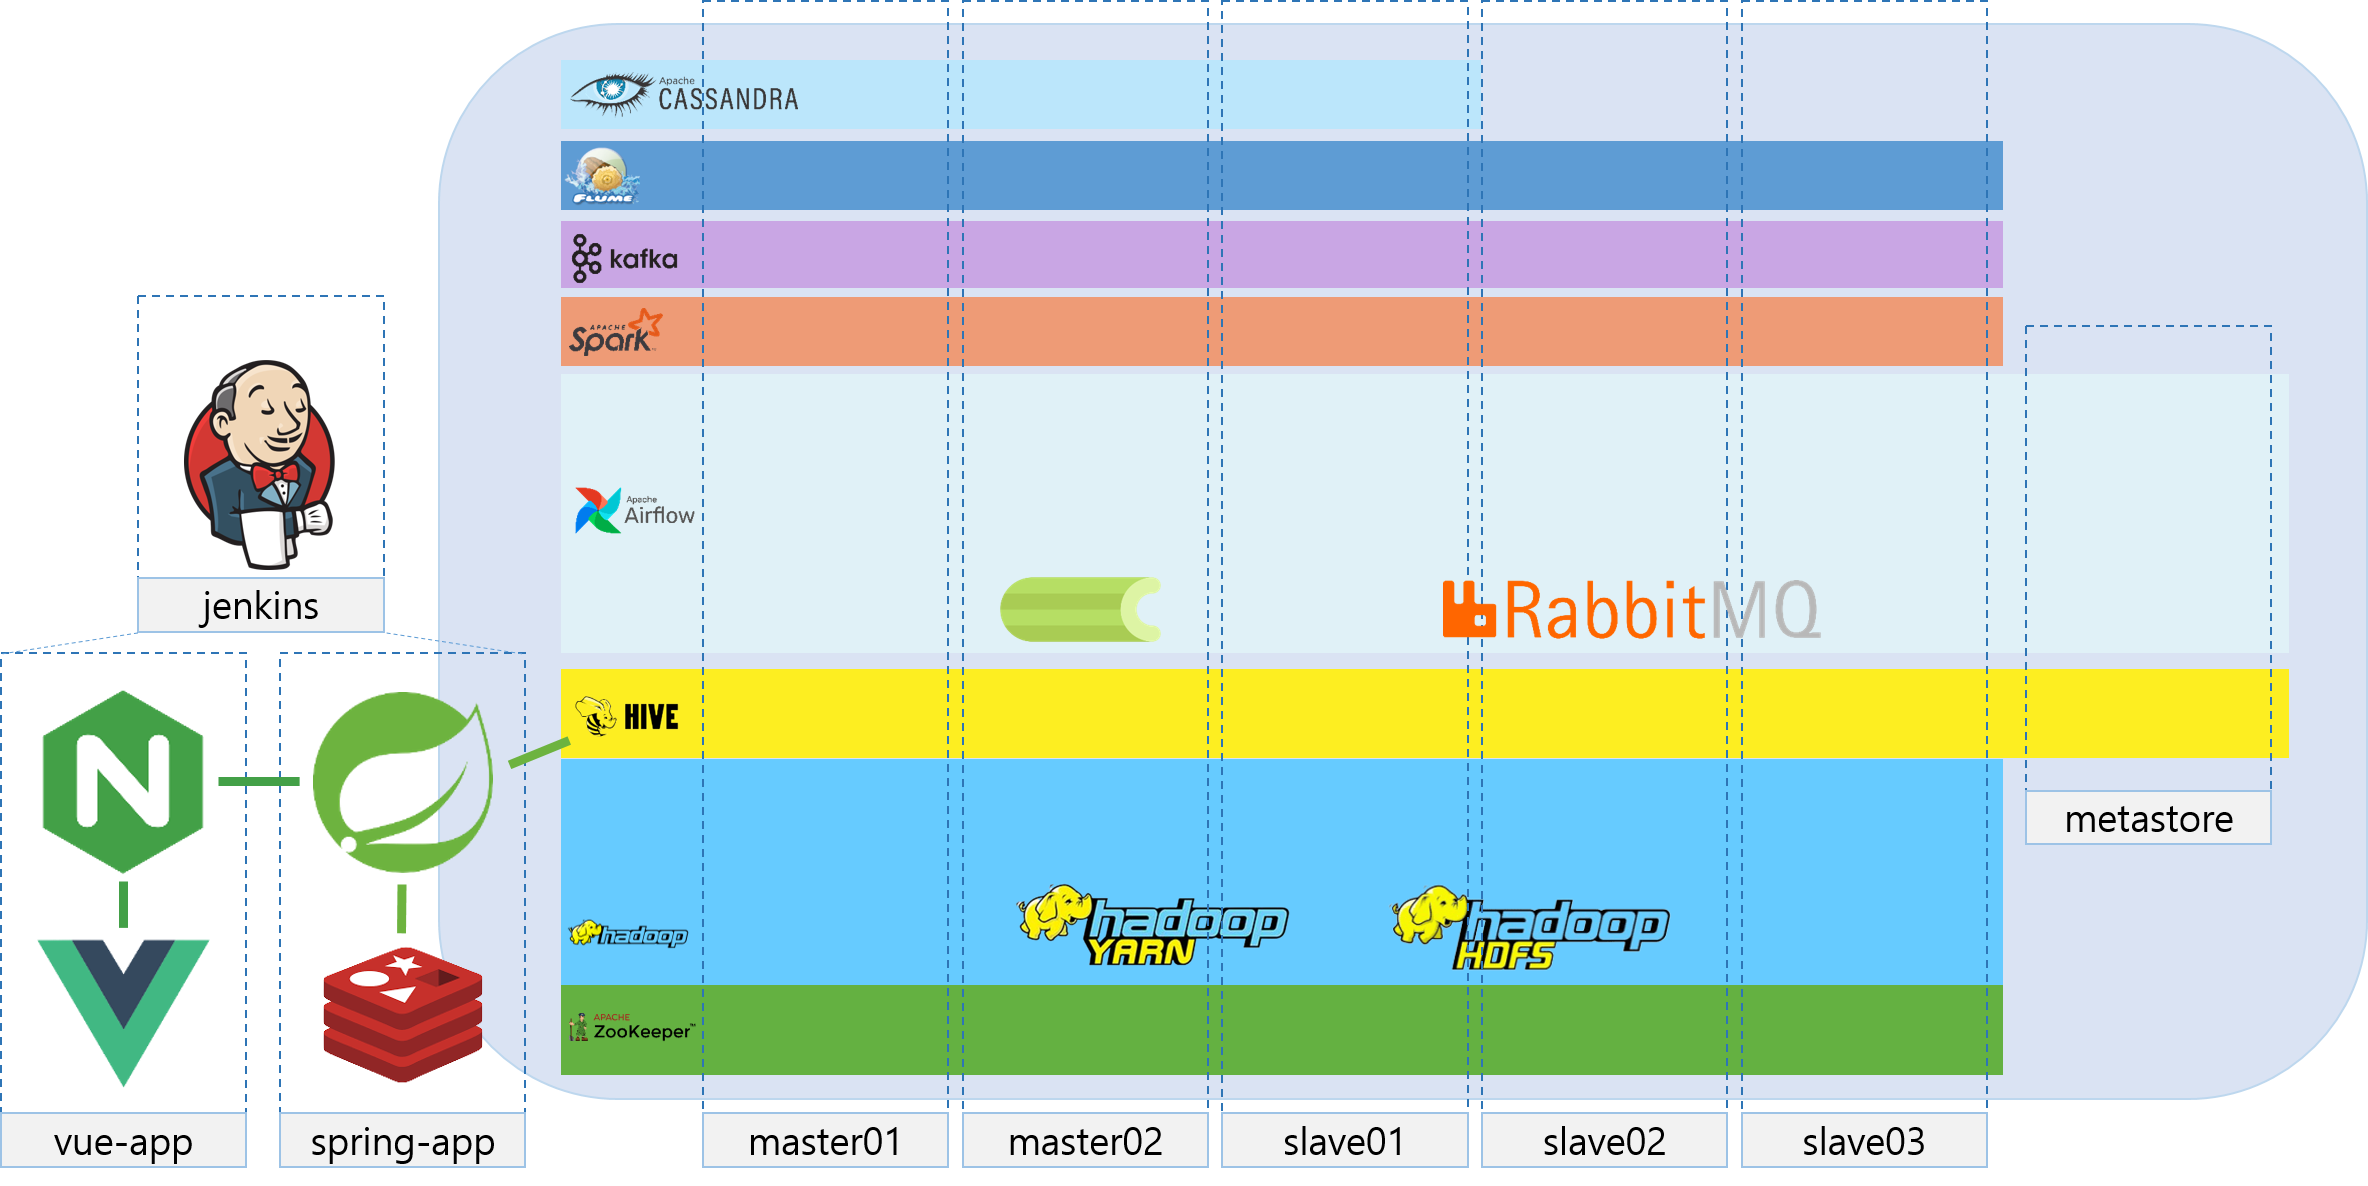 Apache
CASSANDRA
FLUME
kafka
APACHE
Spark
Apache
Airflow
RabbitMQ
HIVE
hadoop
hadoop
YARN
hadoop
HDFS
APACHE
ZooKeeper™
jenkins
N
metastore
vue-app
spring-app
master01
master02
slave01
slave02
slave03